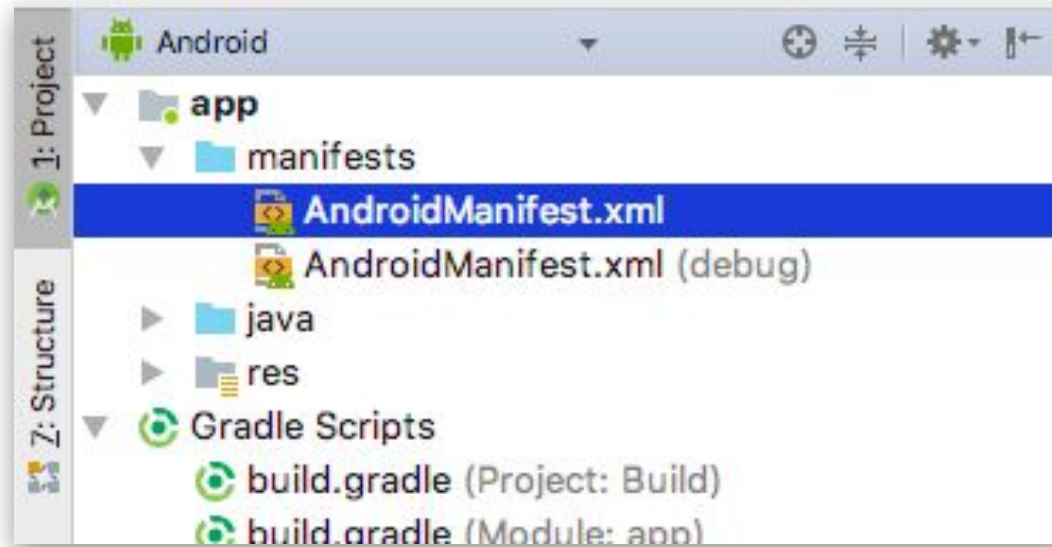 1: Project
7: Structure
Android
app
manifests
AndroidManifest.xml
AndroidManifest.xml (debug)
java
res
Gradle Scripts
build.gradle (Project: Build)
build.gradle (Module: app)